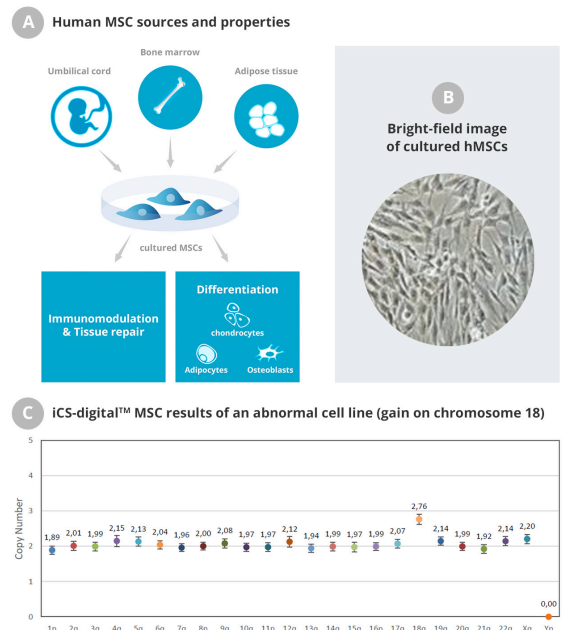 A Human MSC sources and properties
Umbilical cord
Bone marrow
Adipose tissue
cultured MSCs
Immunomodulation
& Tissue repair
Differentiation
chondrocytes
Adipocytes
Osteoblasts
B
Bright-field image
of cultured hMSCs
C iCS-digital™ MSC results of an abnormal cell line (gain on chromosome 18)
Copy Number
5
4
3
2
1
0
1,89 2,01 1,99 2,15 2,13 2,04 1,96 2,00 2,08 1,97 1,97 2,12 1,94 1,99 1,97 1,99 2,07 2,76 2,14 1,99 1,92 2,14 2,20 0,00